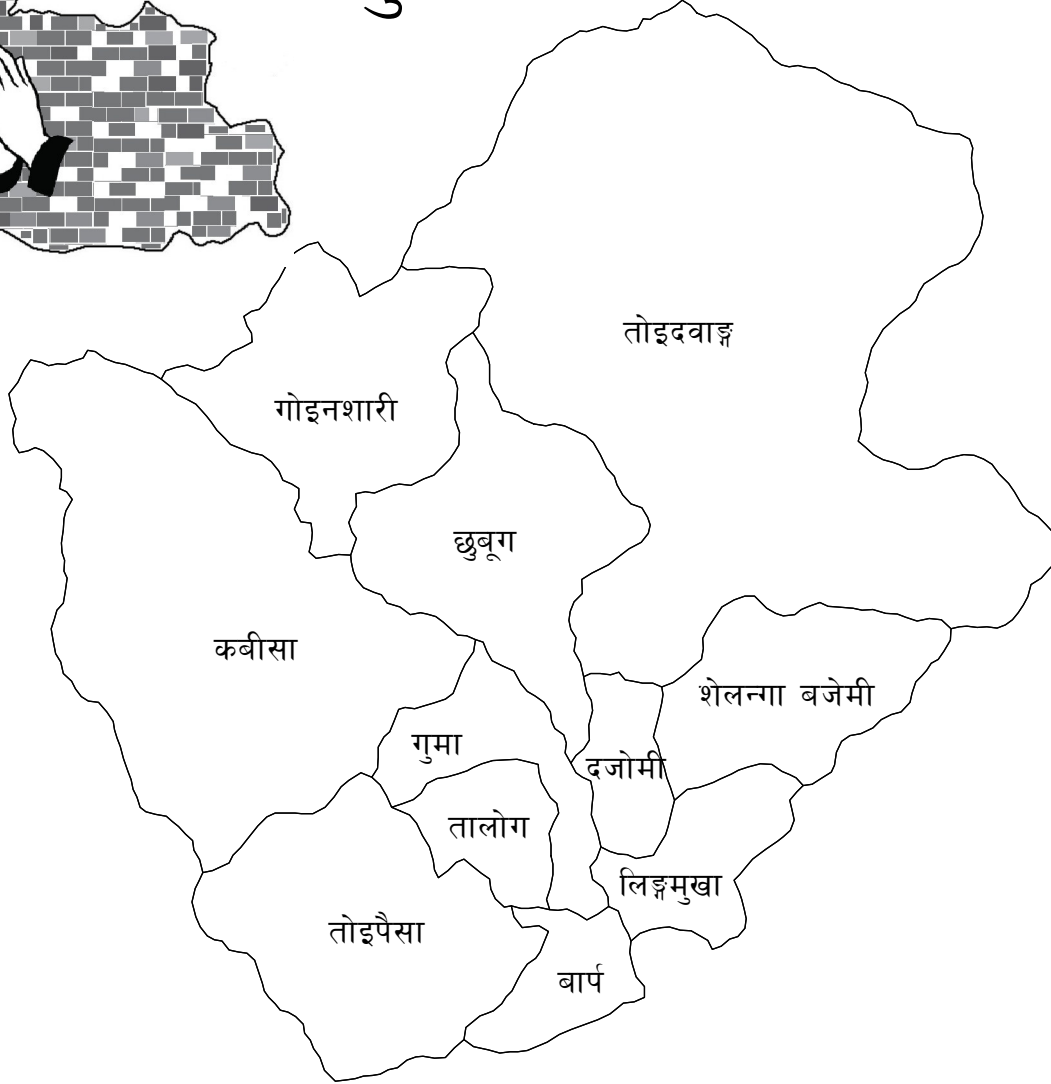 तोइदवाङ्ग
गोइनशारी
छुबूग
कबीसा
शेलन्गा बजेमी
गुमा
दजोमी
तालोग
लिङ्गमुखा
तोइपैसा
बार्प